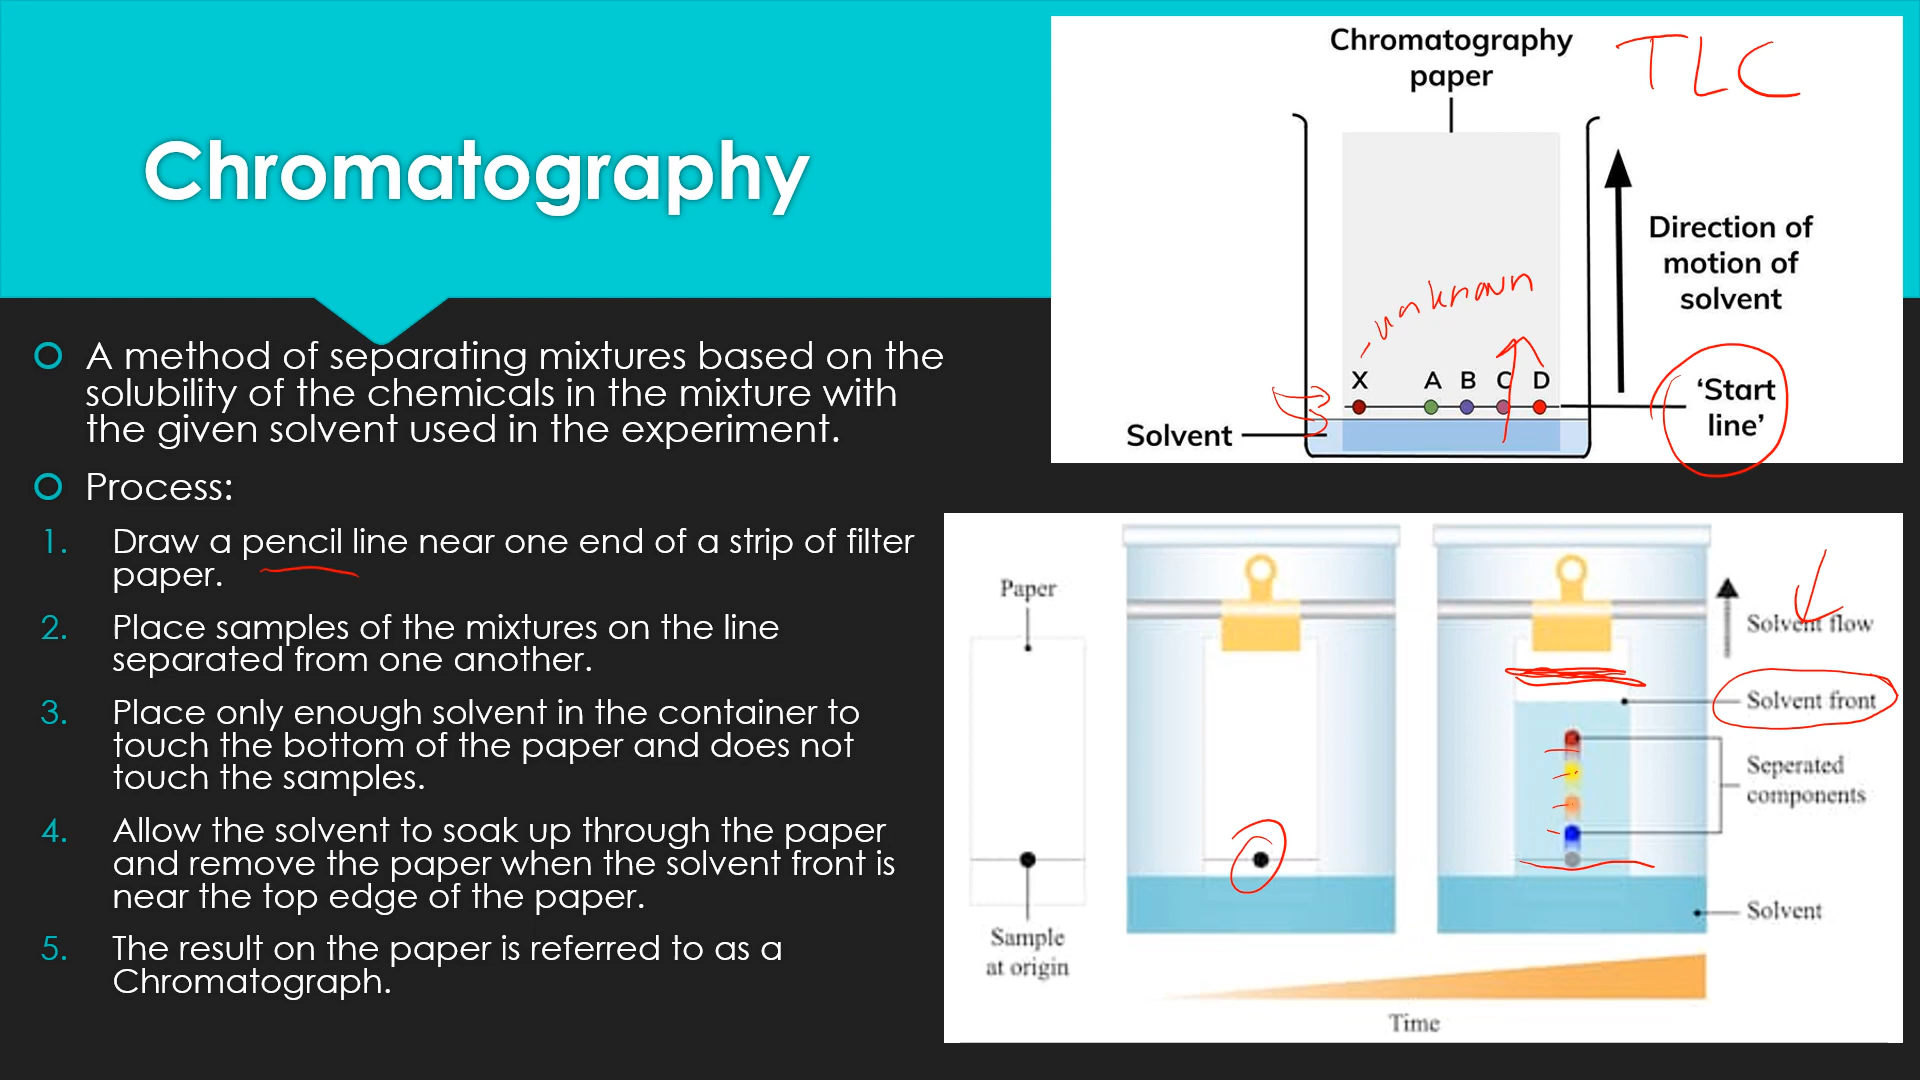 Chromatography
A method of separating mixtures based on the
solubility of the chemicals in the mixture with
the given solvent used in the experiment.
Process:
1. Draw a pencil line near one end of a strip of filter
paper.
2. Place samples of the mixtures on the line
separated from one another.
3. Place only enough solvent in the container to
touch the bottom of the paper and does not
touch the samples.
4. Allow the solvent to soak up through the paper
and remove the paper when the solvent front is
near the top edge of the paper.
5. The result on the paper is referred to as a
Chromatograph.
Chromatography
paper
TLC
Direction of
motion of
solvent
-unknown
X A B C D
'Start
line'
Solvent
Paper
Sample
at origin
Solvent flow
Solvent front
Seperated
components
Solvent
Time